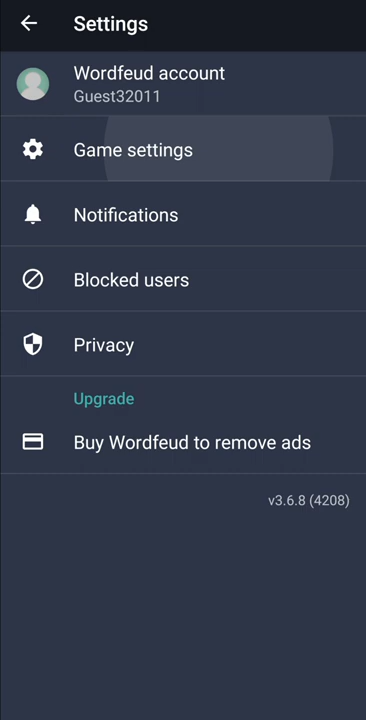 Settings
Wordfeud account
Guest32011
Game settings
Notifications
Blocked users
Privacy
Upgrade
Buy Wordfeud to remove ads
v3.6.8 (4208)